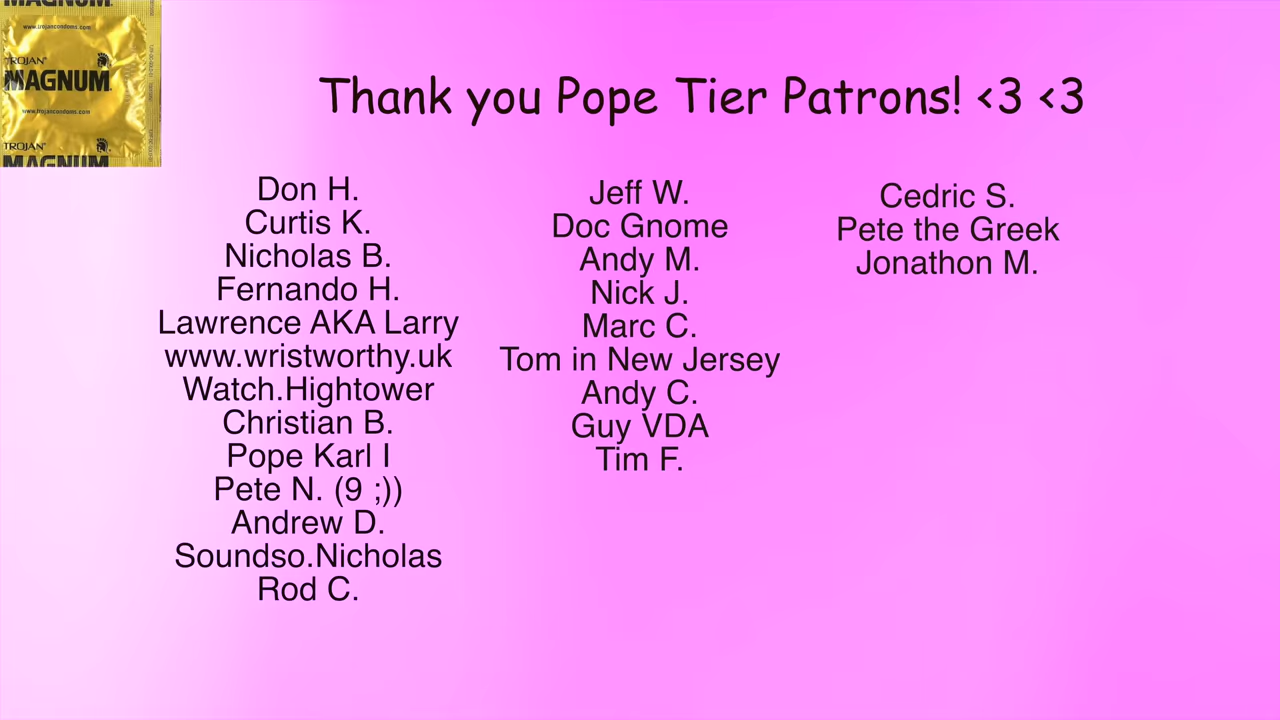 MAGNUM
www.trojancondoms.com
TROJAN
MAGNUM
www.trojancondoms.com
TROJAN
MAGNUM
Thank you Pope Tier Patrons! <3 <3
Don H.
Curtis K.
Nicholas B.
Fernando H.
Lawrence AKA Larry
www.wristworthy.uk
Watch.Hightower
Christian B.
Pope Karl I
Pete N. (9 ;))
Andrew D.
Soundso.Nicholas
Rod C.
Jeff W.
Doc Gnome
Andy M.
Nick J.
Marc C.
Tom in New Jersey
Andy C.
Guy VDA
Tim F.
Cedric S.
Pete the Greek
Jonathon M.